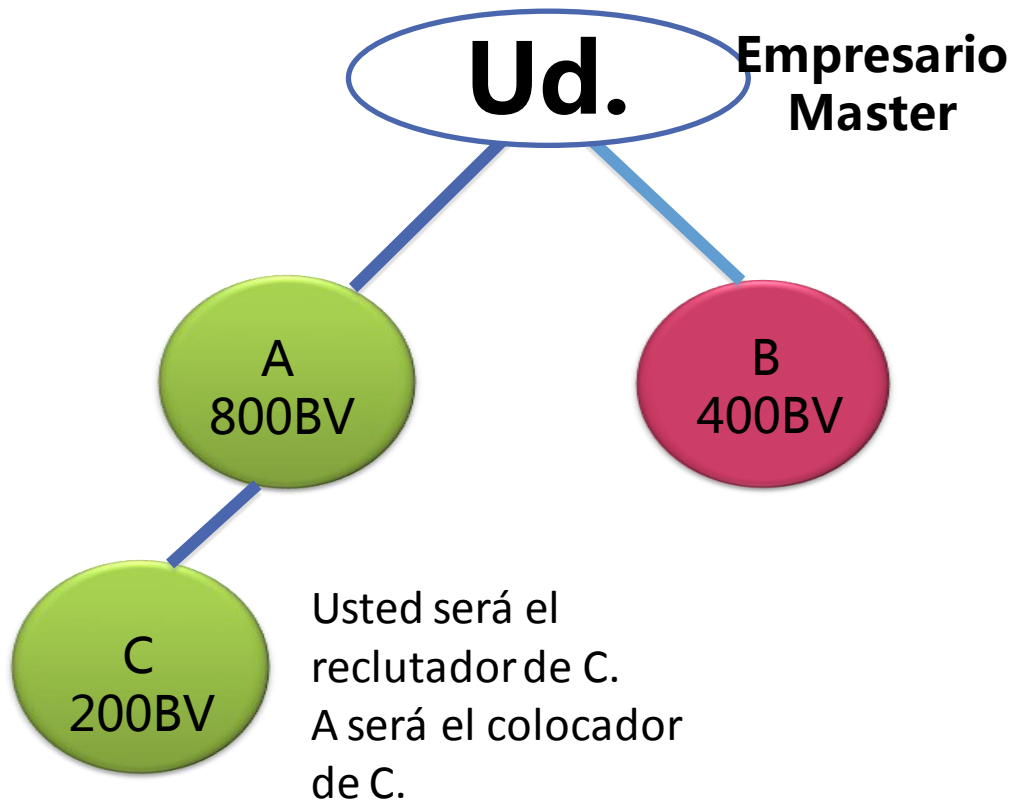 Ud.
Empresario
Master
A
800BV
B
400BV
C
200BV
Usted será el
reclutador de C.
A será el colocador
de C.